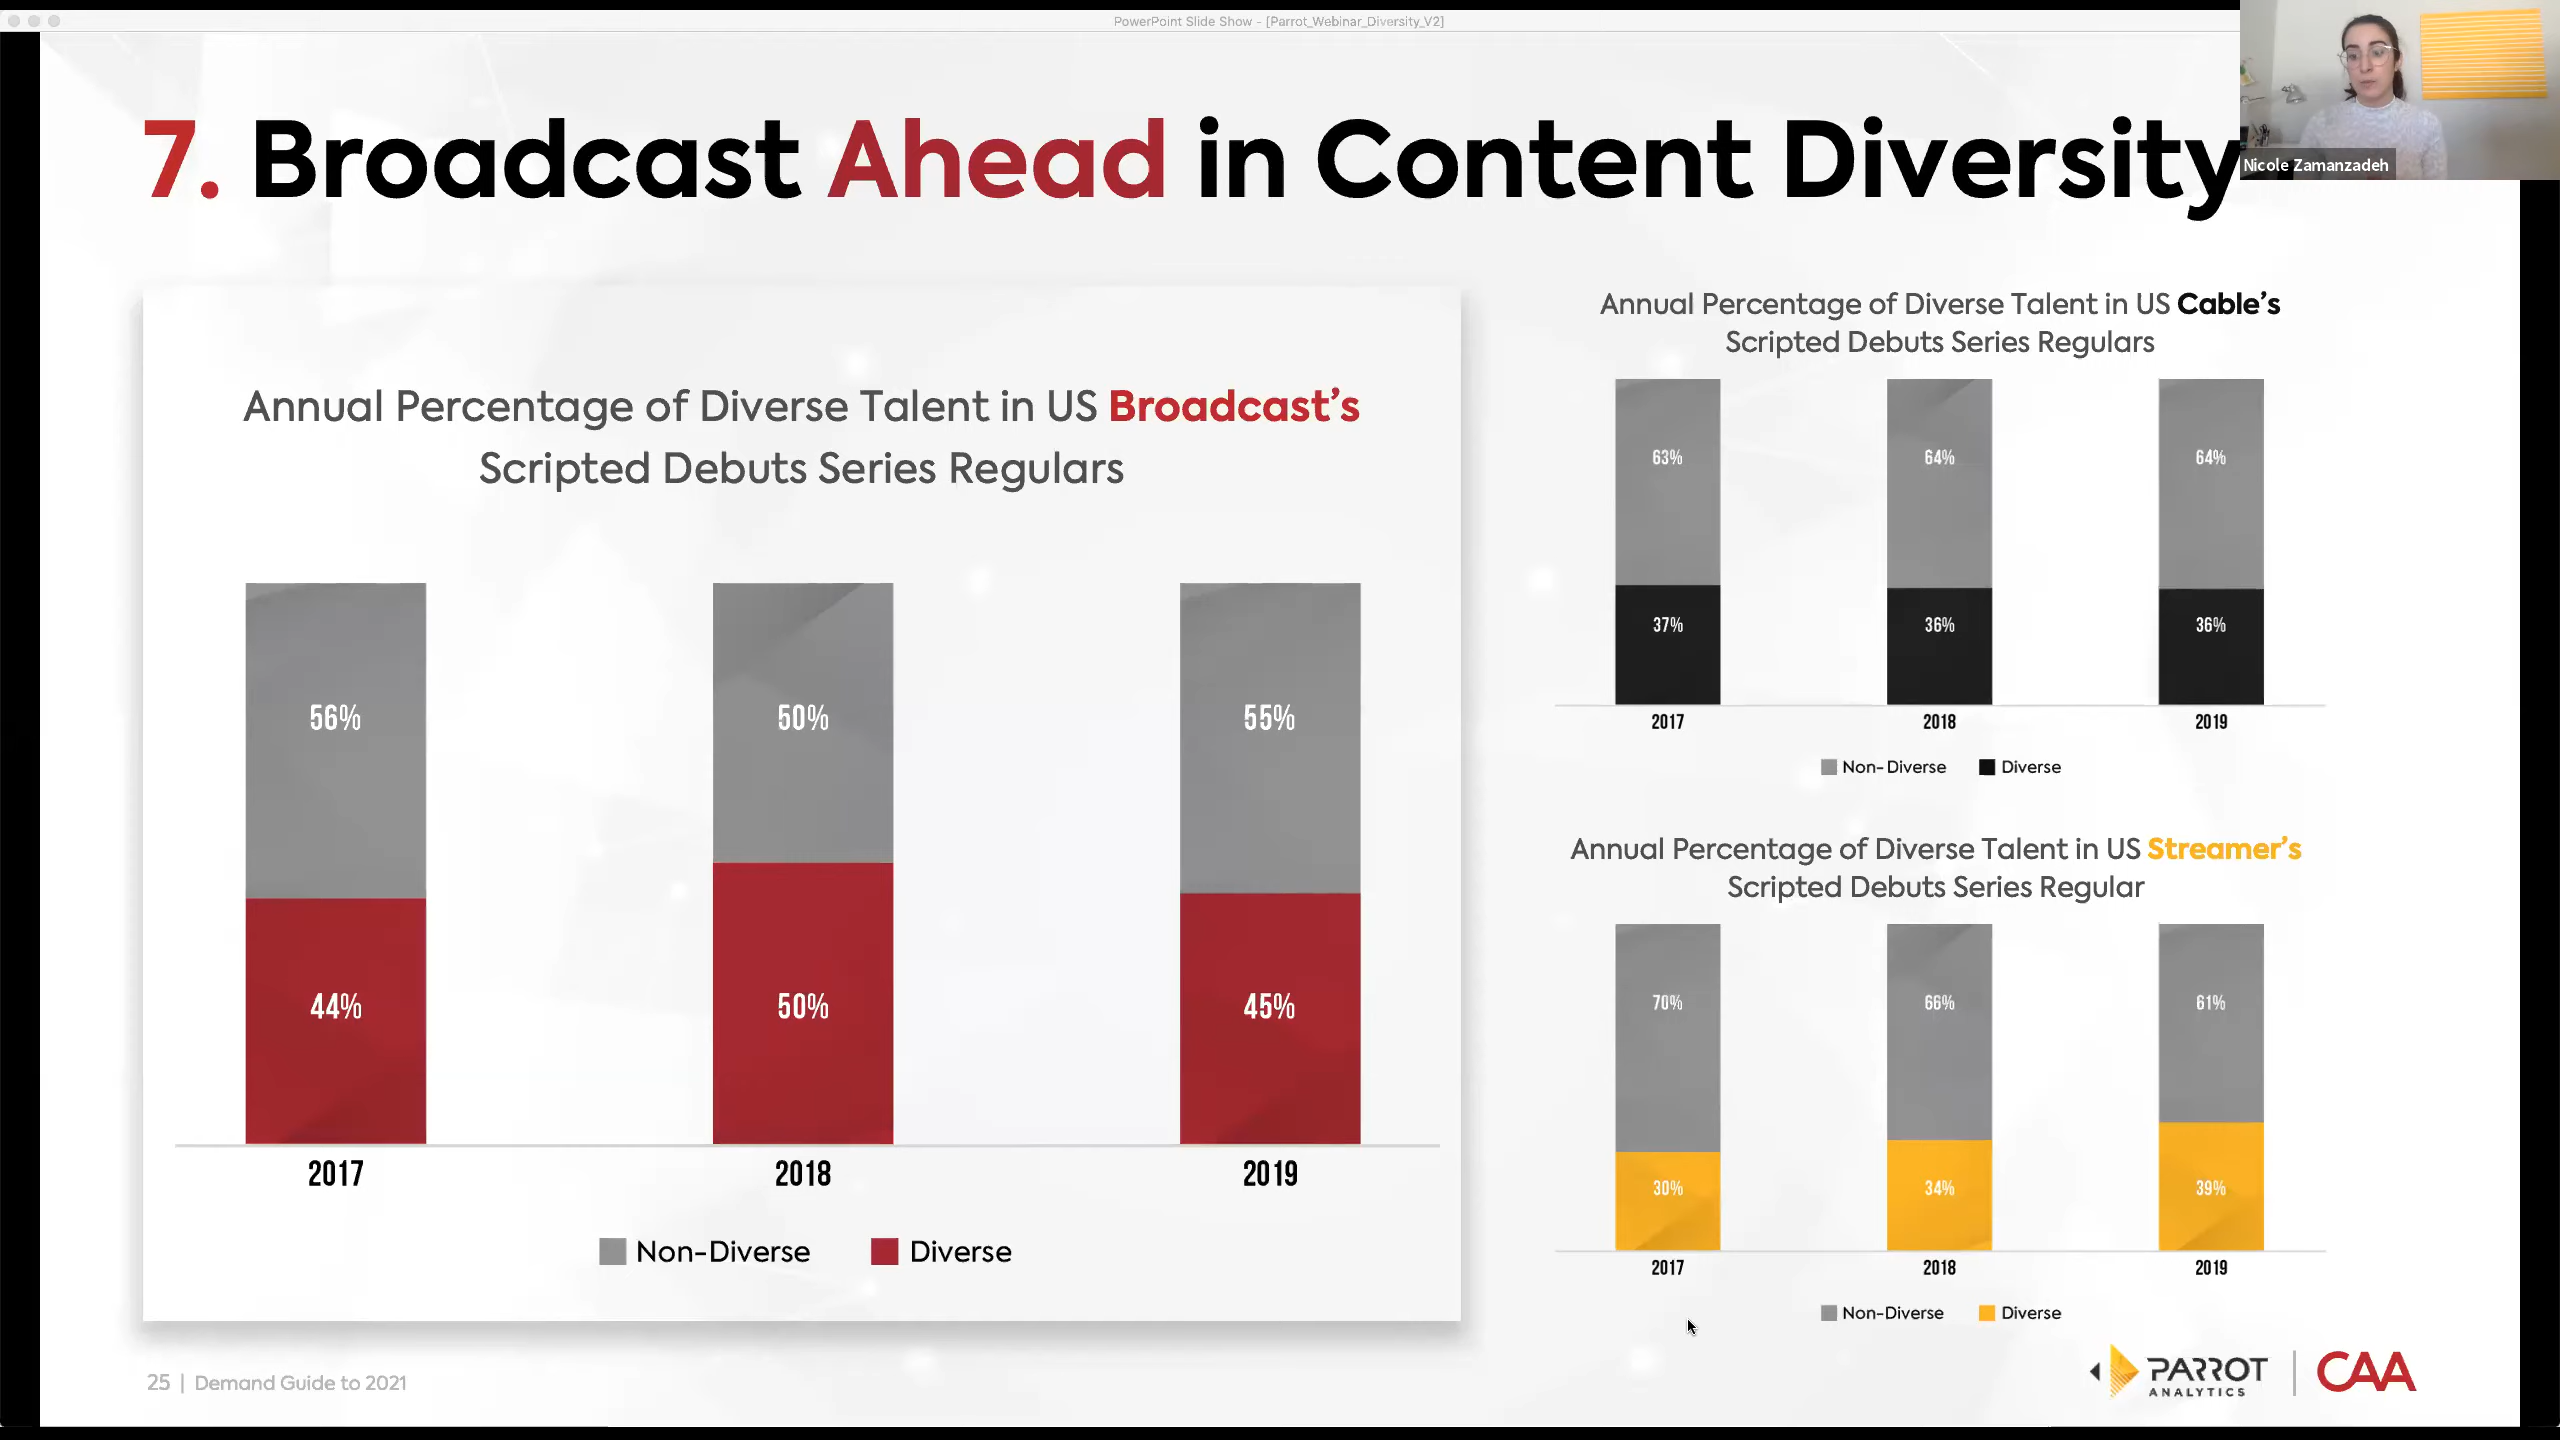 PowerPoint Slide Show - [Parrot_Webinar_Diversity_V2]
7. Broadcast Ahead in Content Diversity
Nicole Zamanzadeh
Annual Percentage of Diverse Talent in US Broadcast's
Scripted Debuts Series Regulars
56%
50%
55%
44%
50%
45%
2017
2018
2019
Non-Diverse
Diverse
Annual Percentage of Diverse Talent in US Cable's
Scripted Debuts Series Regulars
63%
64%
64%
37%
36%
36%
2017
2018
2019
Non- Diverse
Diverse
Annual Percentage of Diverse Talent in US Streamer's
Scripted Debuts Series Regular
70%
66%
61%
30%
34%
39%
2017
2018
2019
Non-Diverse
Diverse
25 | Demand Guide to 2021
PARROT
ANALYTICS
CAA